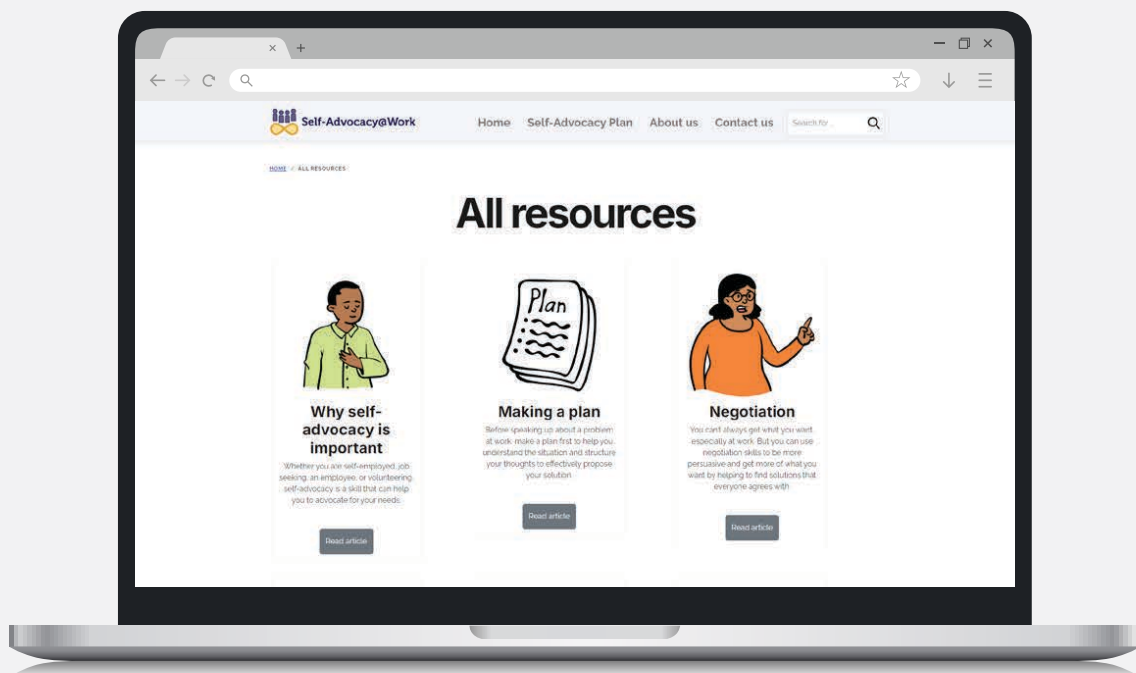 Self-Advocacy@Work
Home Self-Advocacy Plan About us Contact us Search for ...
HOME / ALL RESOURCES
All resources
Plan
Why self-
advocacy is
important
Whether you are self-employed, job
seeking, an employee, or volunteering,
self-advocacy is a skill that can help
you to advocate for your needs.
Read article
Making a plan
Before speaking up about a problem
at work, make a plan first to help you
understand the situation and structure
your thoughts to effectively propose
your solution.
Read article
Negotiation
You can't always get what you want,
especially at work. But you can use
negotiation skills to be more
persuasive and get more of what you
want by helping to find solutions that
everyone agrees with.
Read article